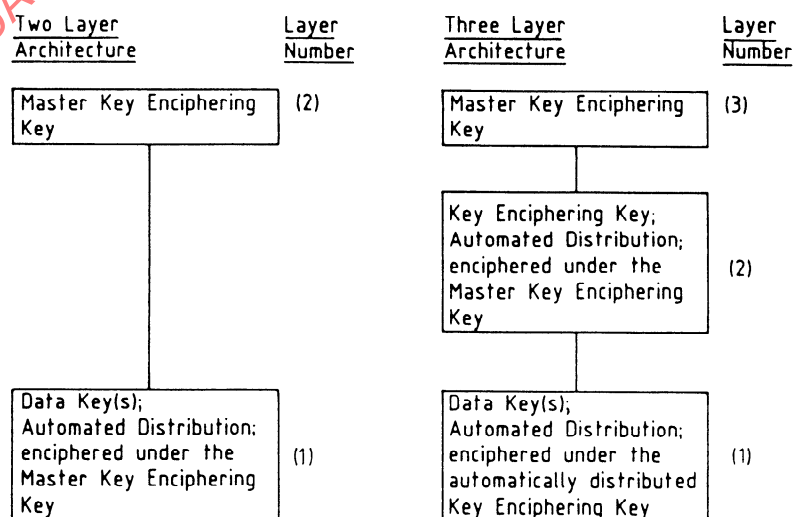 Two Layer
Architecture
Layer
Number
Three Layer
Architecture
Layer
Number
Master Key Enciphering
Key
(2)
Master Key Enciphering
Key
(3)
Key Enciphering Key;
Automated Distribution;
enciphered under the
Master Key Enciphering
Key
(2)
Data Key(s);
Automated Distribution;
enciphered under the
Master Key Enciphering
Key
(1)
Data Key(s);
Automated Distribution;
enciphered under the
automatically distributed
Key Enciphering Key
(1)